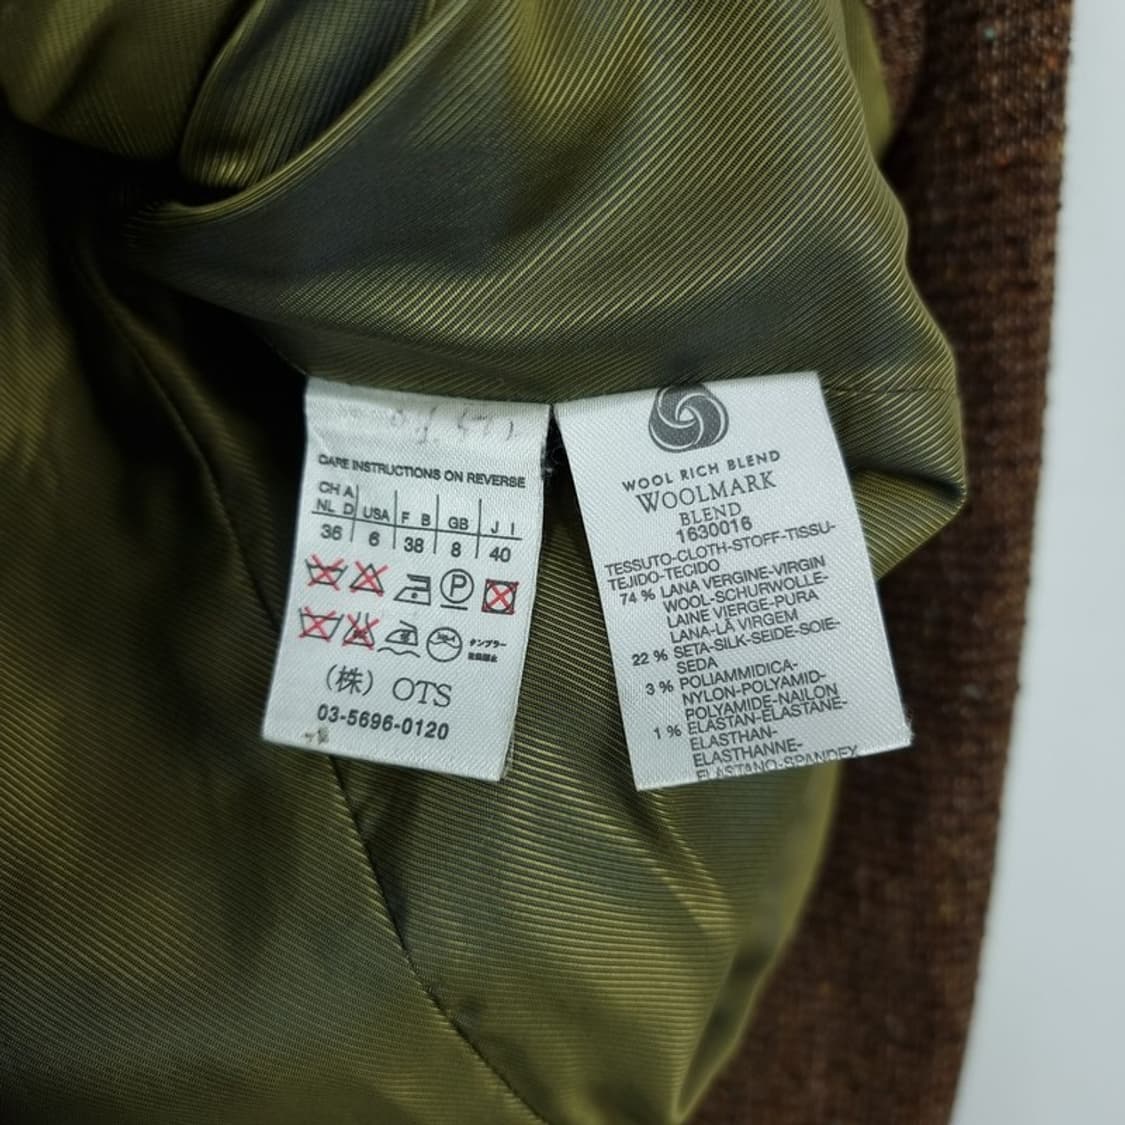 CARE INSTRUCTIONS ON REVERSE
CH A
NL D USA F B GB J I
36 6 38 8 40
P
(株) OTS
03-5696-0120
WOOL RICH BLEND
WOOLMARK
BLEND
1630016
TESSUTO-CLOTH-STOFF-TISSU-
TEJIDO-TECIDO
74 % LANA VERGINE-VIRGIN
WOOL-SCHURWOLLE-
LAINE VIERGE-PURA
LANA-LÃ VIRGEM
22 % SETA-SILK-SEIDE-SOIE-
SEDA
3 % POLIAMMIDICA-
NYLON-POLYAMID-
POLYAMIDE-NAILON
1 % ELASTAN-ELASTANE-
ELASTHAN-
ELASTHANNE-
ELASTANO-SPANDEX